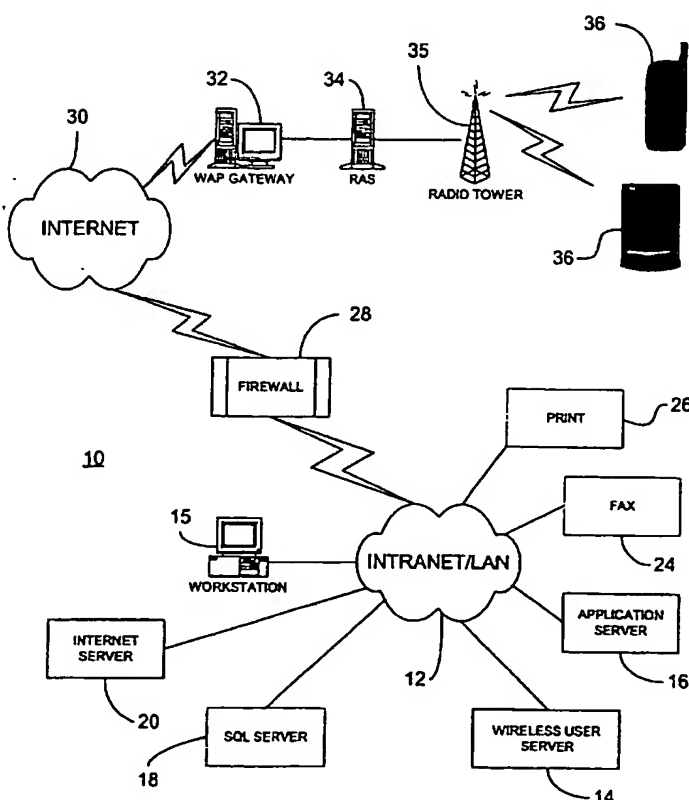 36
35
34
32
30
WAP GATEWAY
RAS
RADIO TOWER
INTERNET
36
28
FIREWALL
26
PRINT
10
FAX
15
24
INTRANET/LAN
WORKSTATION
APPLICATION
SERVER
INTERNET
SERVER
12
16
20
SQL SERVER
WIRELESS USER
SERVER
18
14